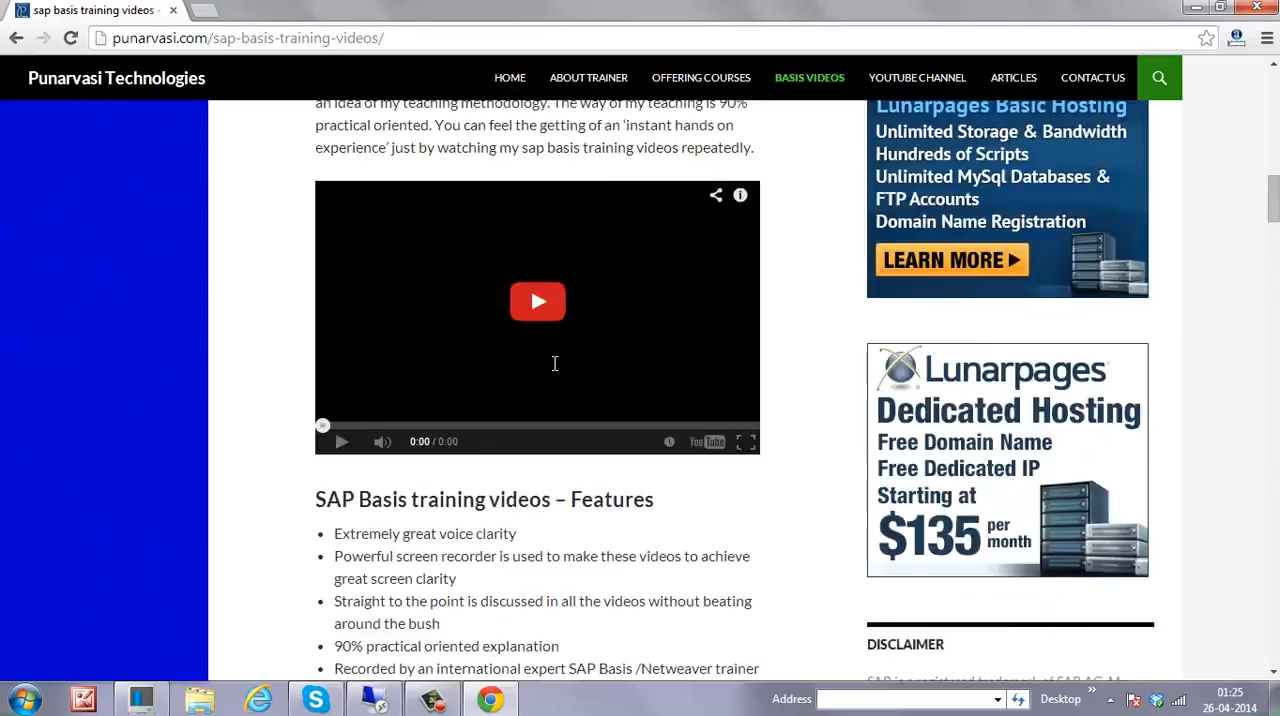 sap basis training videos -
punarvasi.com/sap-basis-training-videos/
Punarvasi Technologies
HOME
ABOUT TRAINER
OFFERING COURSES
BASIS VIDEOS
YOUTUBE CHANNEL
ARTICLES
CONTACT US
an idea of my teaching methodology. The way of my teaching is 90%
practical oriented. You can feel the getting of an ‘instant hands on
experience’ just by watching my sap basis training videos repeatedly.
0:00 / 0:00
YouTube
SAP Basis training videos – Features
• Extremely great voice clarity
• Powerful screen recorder is used to make these videos to achieve
great screen clarity
• Straight to the point is discussed in all the videos without beating
around the bush
• 90% practical oriented explanation
• Recorded by an international expert SAP Basis /Netweaver trainer
Lunarpages Basic Hosting
Unlimited Storage & Bandwidth
Hundreds of Scripts
Unlimited MySql Databases &
FTP Accounts
Domain Name Registration
LEARN MORE
Lunarpages
Dedicated Hosting
Free Domain Name
Free Dedicated IP
Starting at
$135 per
month
DISCLAIMER
Address
Desktop
01:25
26-04-2014